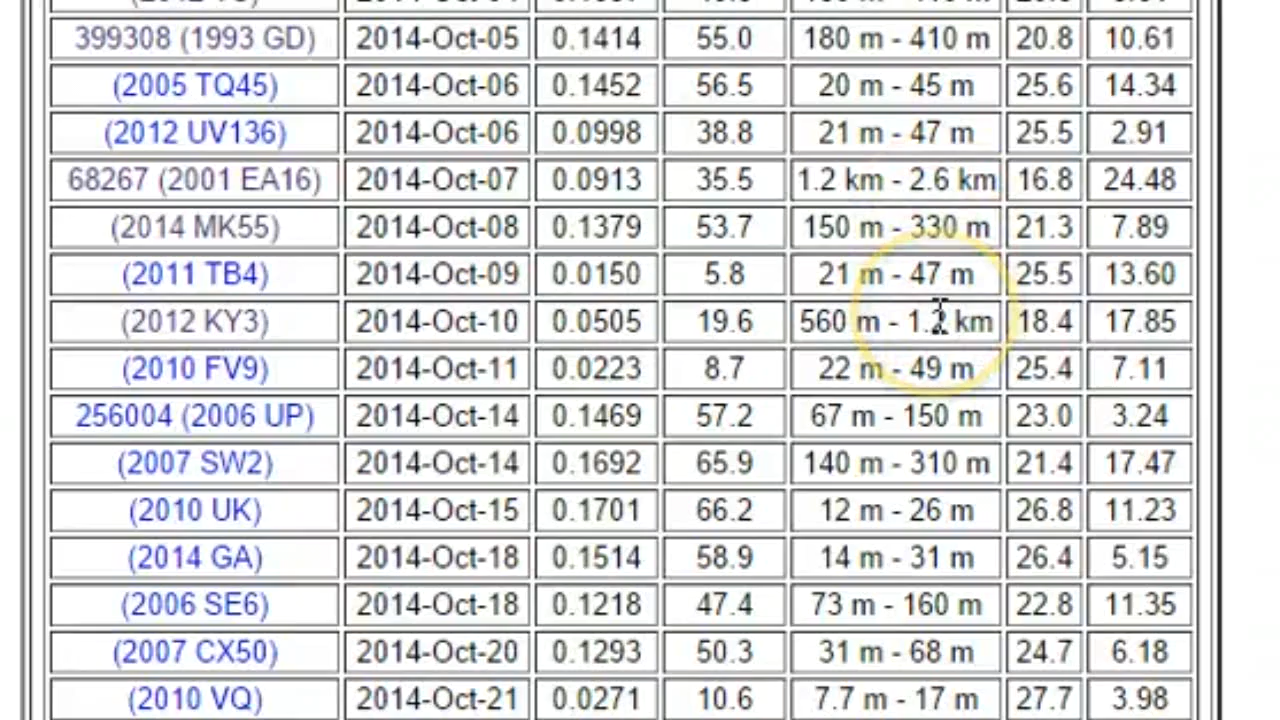 399308 (1993 GD) 2014-Oct-05 0.1414 55.0 180 m - 410 m 20.8 10.61
(2005 TQ45) 2014-Oct-06 0.1452 56.5 20 m - 45 m 25.6 14.34
(2012 UV136) 2014-Oct-06 0.0998 38.8 21 m - 47 m 25.5 2.91
68267 (2001 EA16) 2014-Oct-07 0.0913 35.5 1.2 km - 2.6 km 16.8 24.48
(2014 MK55) 2014-Oct-08 0.1379 53.7 150 m - 330 m 21.3 7.89
(2011 TB4) 2014-Oct-09 0.0150 5.8 21 m - 47 m 25.5 13.60
(2012 KY3) 2014-Oct-10 0.0505 19.6 560 m - 1.2 km 18.4 17.85
(2010 FV9) 2014-Oct-11 0.0223 8.7 22 m - 49 m 25.4 7.11
256004 (2006 UP) 2014-Oct-14 0.1469 57.2 67 m - 150 m 23.0 3.24
(2007 SW2) 2014-Oct-14 0.1692 65.9 140 m - 310 m 21.4 17.47
(2010 UK) 2014-Oct-15 0.1701 66.2 12 m - 26 m 26.8 11.23
(2014 GA) 2014-Oct-18 0.1514 58.9 14 m - 31 m 26.4 5.15
(2006 SE6) 2014-Oct-18 0.1218 47.4 73 m - 160 m 22.8 11.35
(2007 CX50) 2014-Oct-20 0.1293 50.3 31 m - 68 m 24.7 6.18
(2010 VQ) 2014-Oct-21 0.0271 10.6 7.7 m - 17 m 27.7 3.98